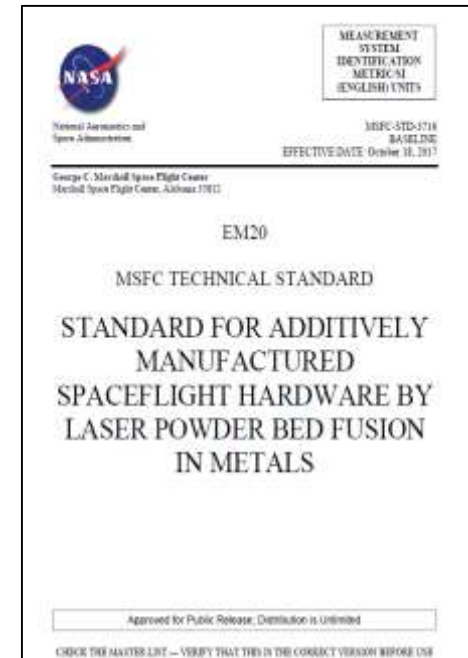 MEASUREMENT
SYSTEM
IDENTIFICATION
METRIC/SI
(ENGLISH) UNITS
NASA
National Aeronautics and
Space Administration
MSFC-STD-3716
BASELINE
EFFECTIVE DATE: October 18, 2017
George C. Marshall Space Flight Center
Marshall Space Flight Center, Alabama 35812
EM20
MSFC TECHNICAL STANDARD
STANDARD FOR ADDITIVELY
MANUFACTURED
SPACEFLIGHT HARDWARE BY
LASER POWDER BED FUSION
IN METALS
Approved for Public Release; Distribution is Unlimited
CHECK THE MASTER LIST — VERIFY THAT THIS IS THE CORRECT VERSION BEFORE USE